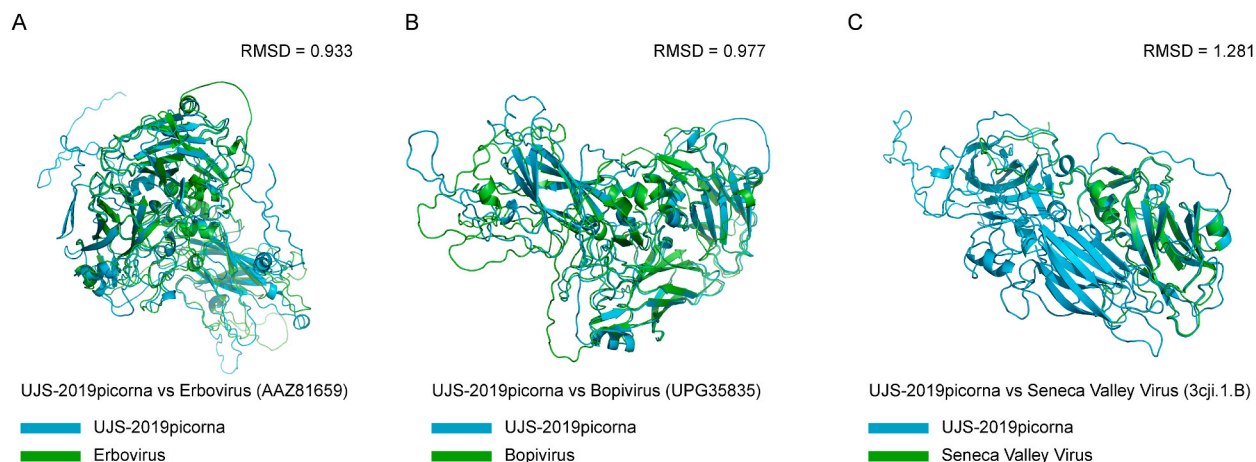 A
RMSD = 0.933
UJS-2019picorna vs Erbovirus (AAZ81659)
UJS-2019picorna
Erbovirus
B
RMSD = 0.977
UJS-2019picorna vs Bopivirus (UPG35835)
UJS-2019picorna
Bopivirus
C
RMSD = 1.281
UJS-2019picorna vs Seneca Valley Virus (3cji.1.B)
UJS-2019picorna
Seneca Valley Virus